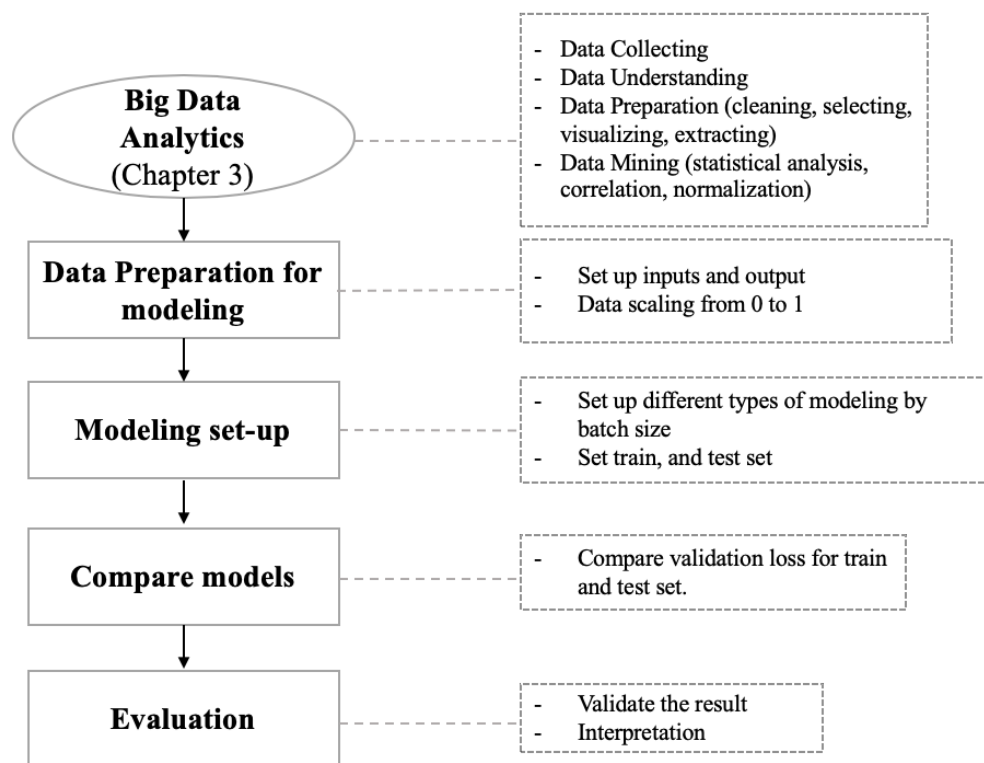 Big Data
Analytics
(Chapter 3)
- Data Collecting
- Data Understanding
- Data Preparation (cleaning, selecting,
visualizing, extracting)
- Data Mining (statistical analysis,
correlation, normalization)
Data Preparation for
modeling
- Set up inputs and output
- Data scaling from 0 to 1
Modeling set-up
- Set up different types of modeling by
batch size
- Set train, and test set
Compare models
- Compare validation loss for train
and test set.
Evaluation
- Validate the result
- Interpretation